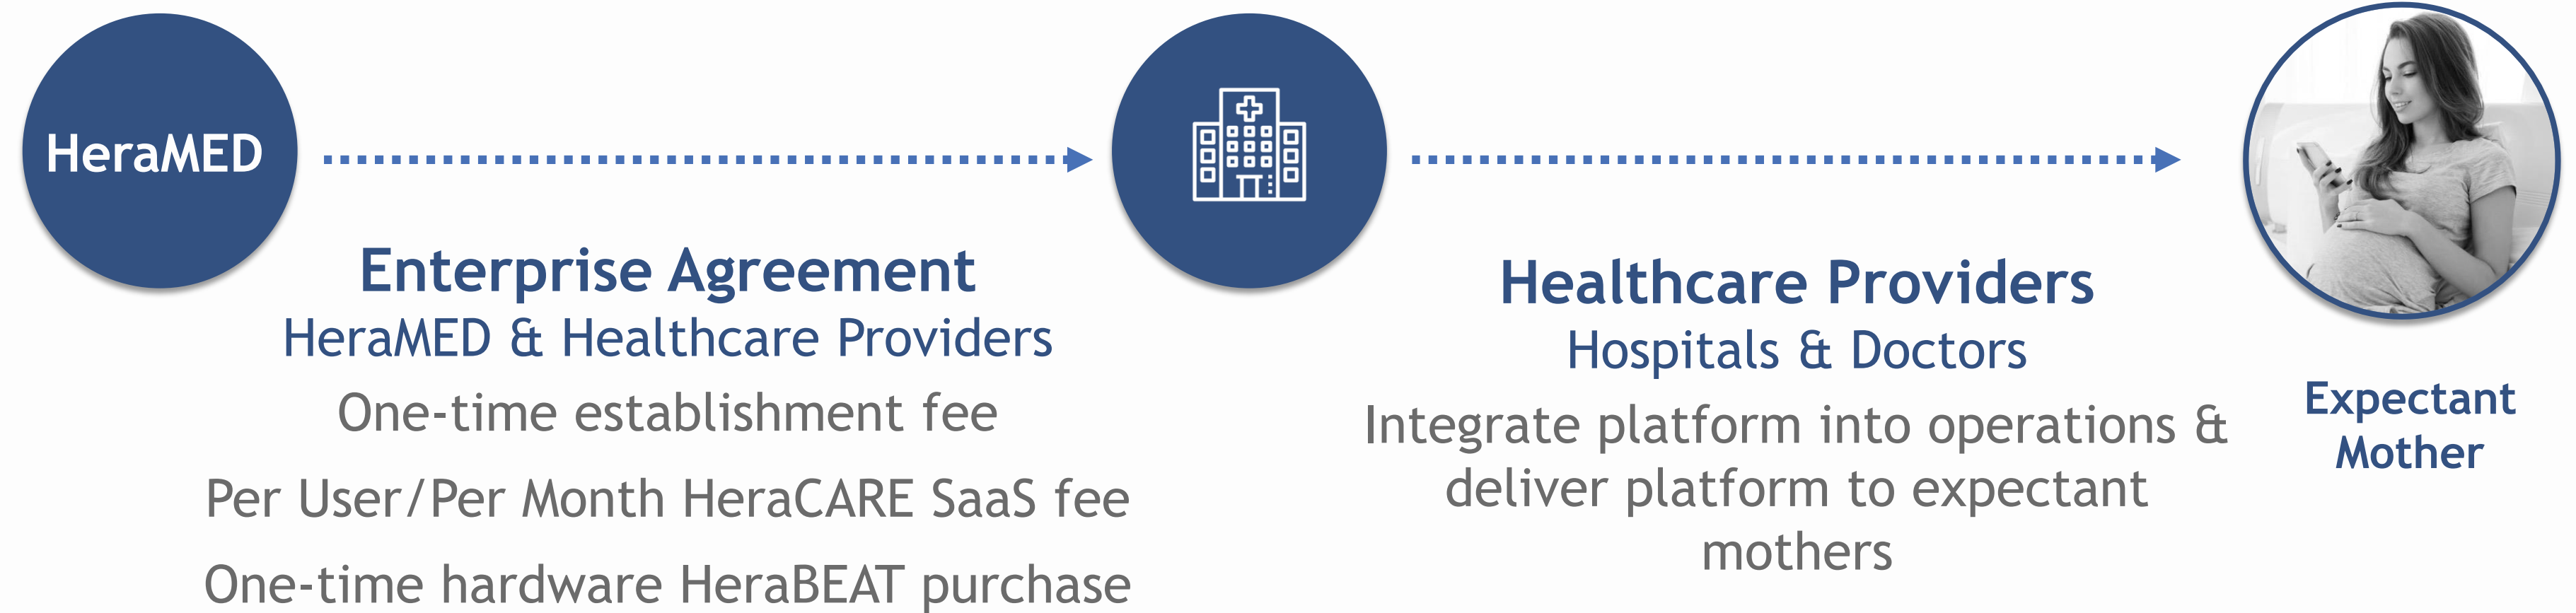 HeraMED
Enterprise Agreement
HeraMED & Healthcare Providers
One-time establishment fee
Per User/Per Month HeraCARE SaaS fee
One-time hardware HeraBEAT purchase
Healthcare Providers
Hospitals & Doctors
Integrate platform into operations &
deliver platform to expectant
mothers
Expectant
Mother